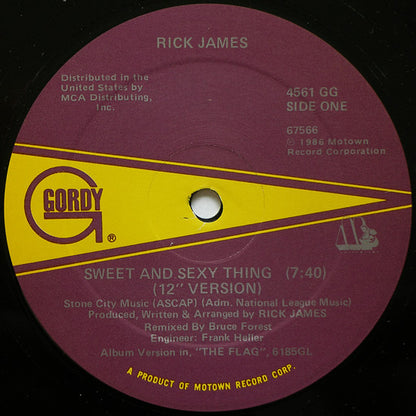 RICK JAMES
Distributed in the
United States by
MCA Distributing,
Inc.
4561 GG
SIDE ONE
67566
℗ 1986 Motown
Record Corporation
GORDY
G
®
SWEET AND SEXY THING (7:40)
(12" VERSION)
Stone City Music (ASCAP) (Adm. National League Music)
Produced, Written & Arranged by RICK JAMES
Remixed By Bruce Forest
Engineer: Frank Heller
Album Version in, "THE FLAG", 6185GL
A PRODUCT OF MOTOWN RECORD CORP.